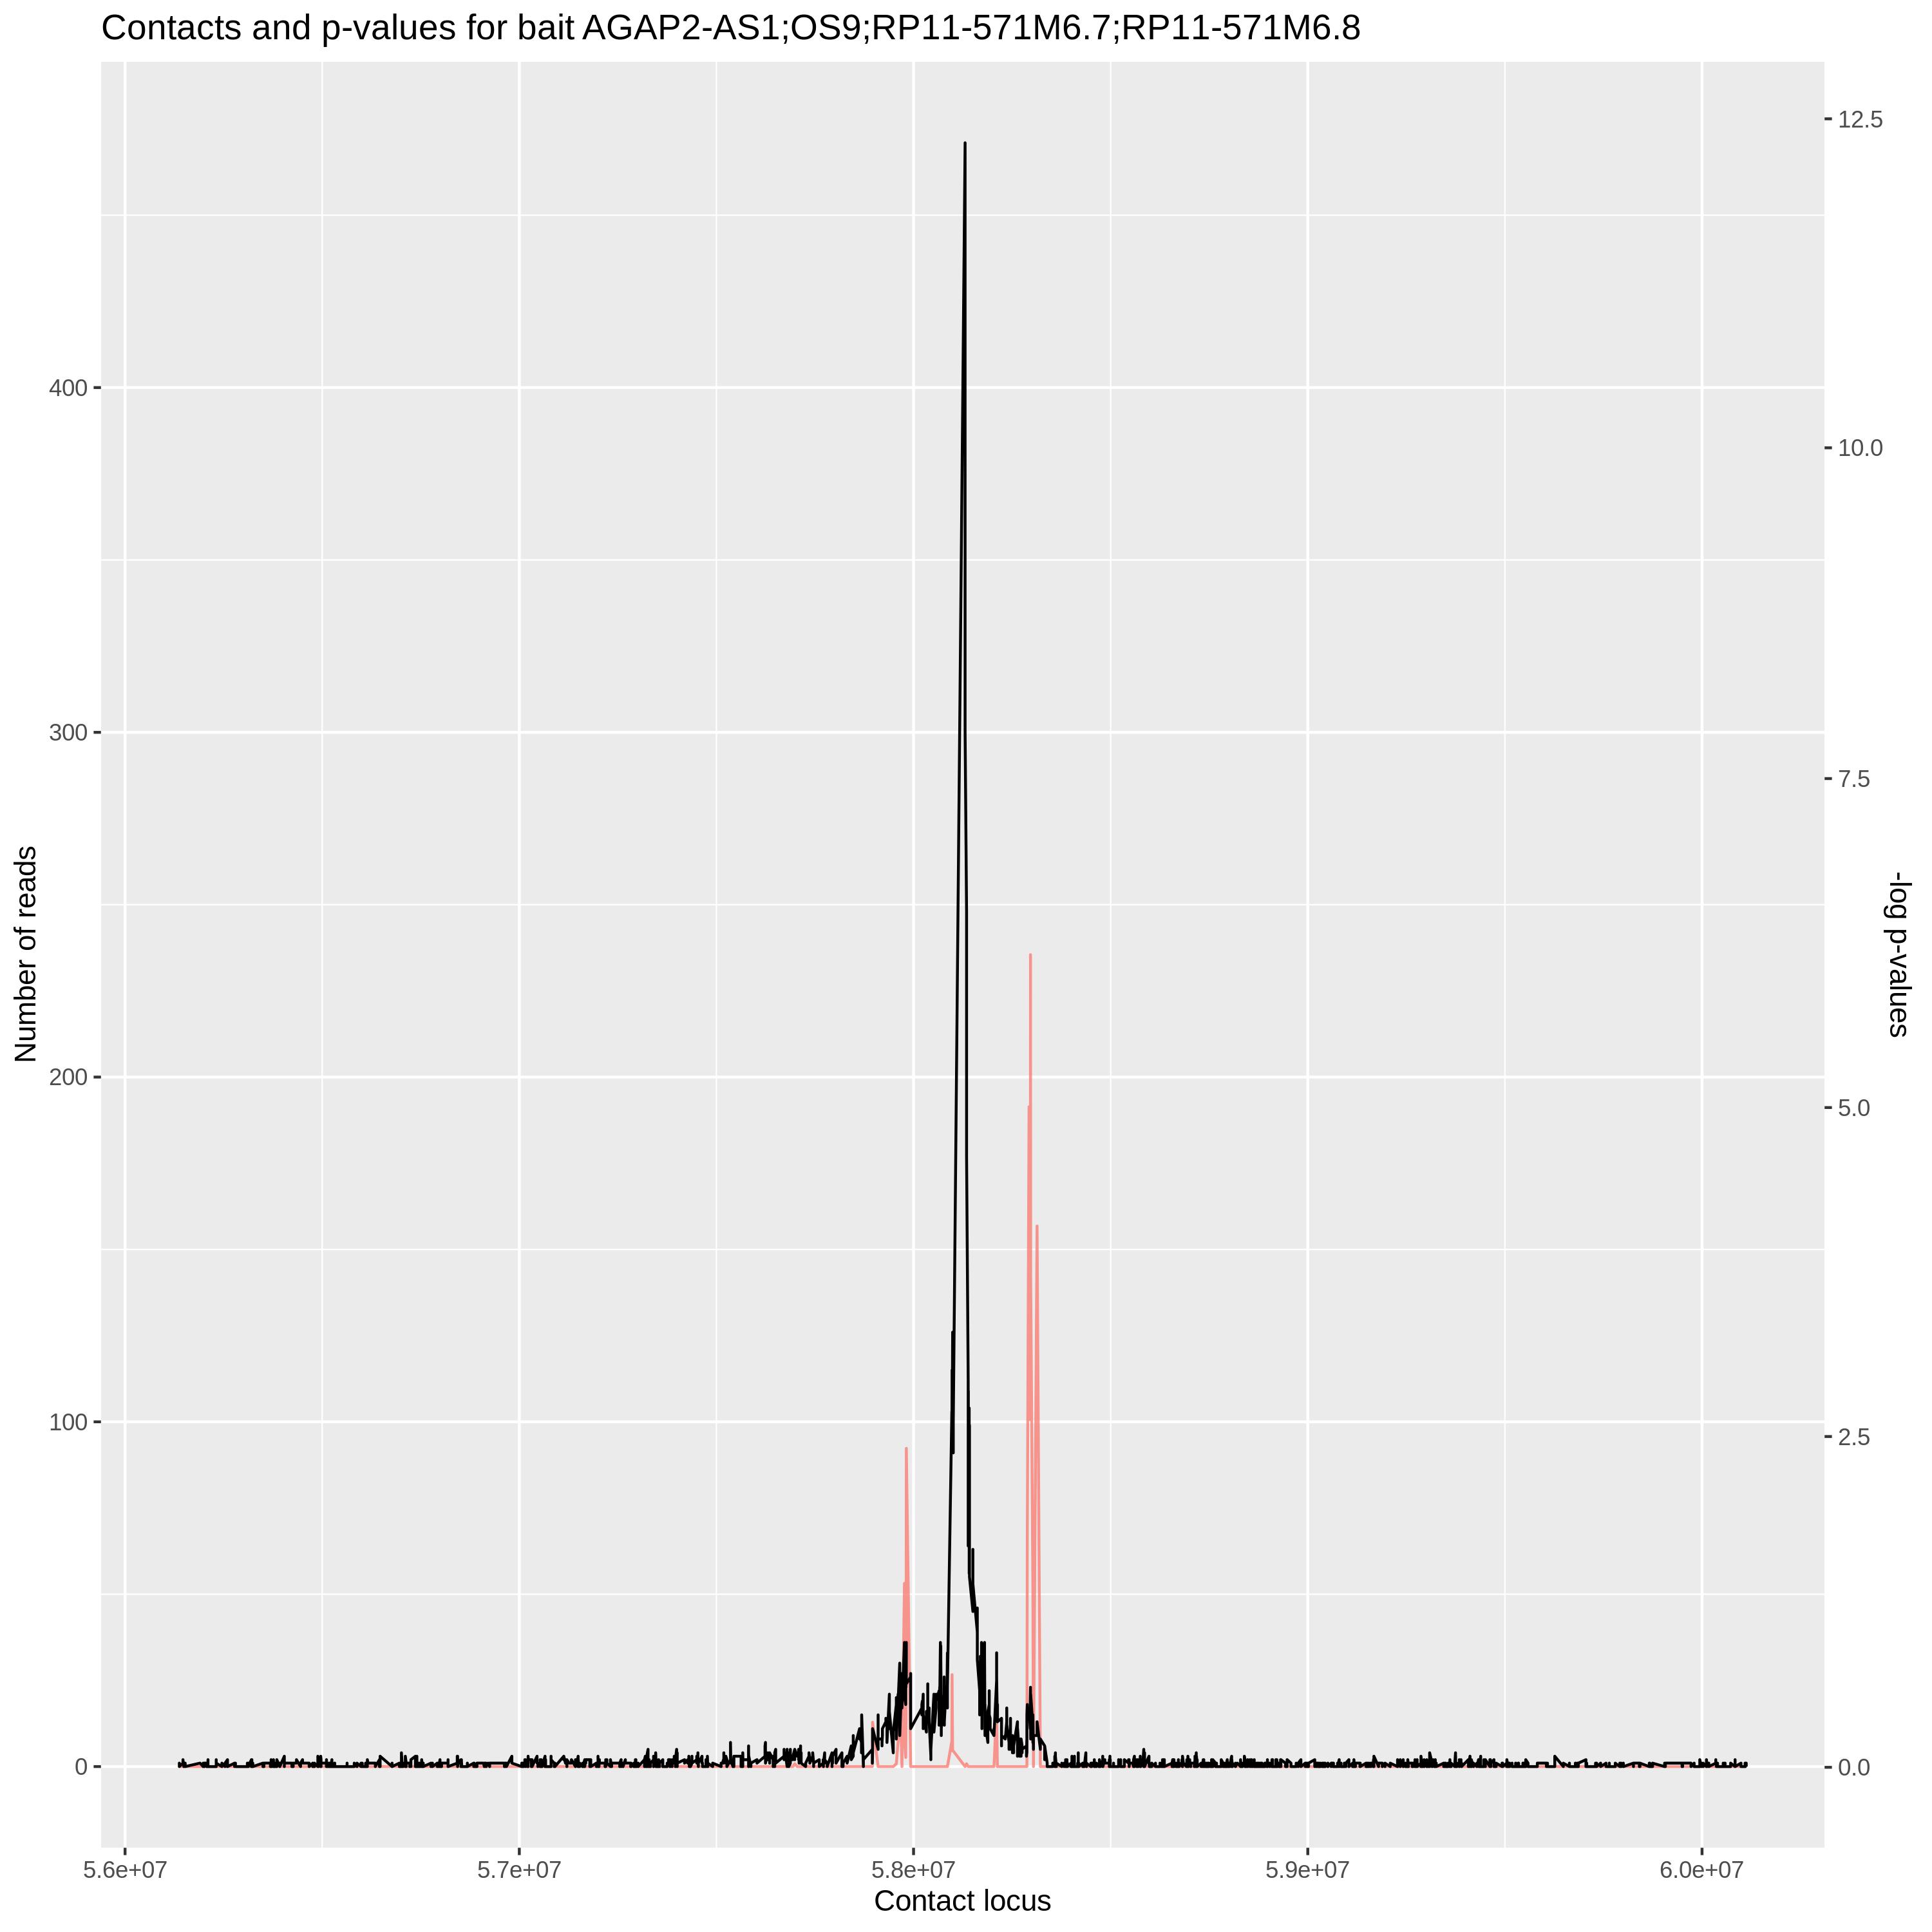 Contacts and p-values for bait AGAP2-AS1;OS9;RP11-571M6.7;RP11-571M6.8
Number of reads
400
300
200
100
0
12.5
10.0
7.5
5.0
2.5
0.0
-log p-values
5.6e+07 5.7e+07 5.8e+07 5.9e+07 6.0e+07
Contact locus